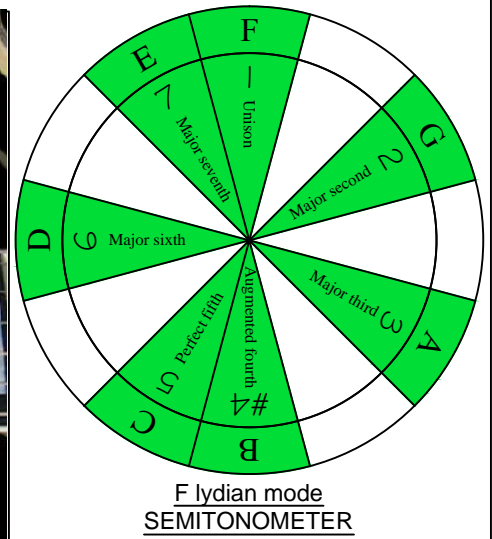 F
1
Unison
G
2
Major second
A
3
Major third
B
#4
Augmented fourth
C
5
Perfect fifth
D
6
Major sixth
E
7
Major seventh
F lydian mode
SEMITONOMETER